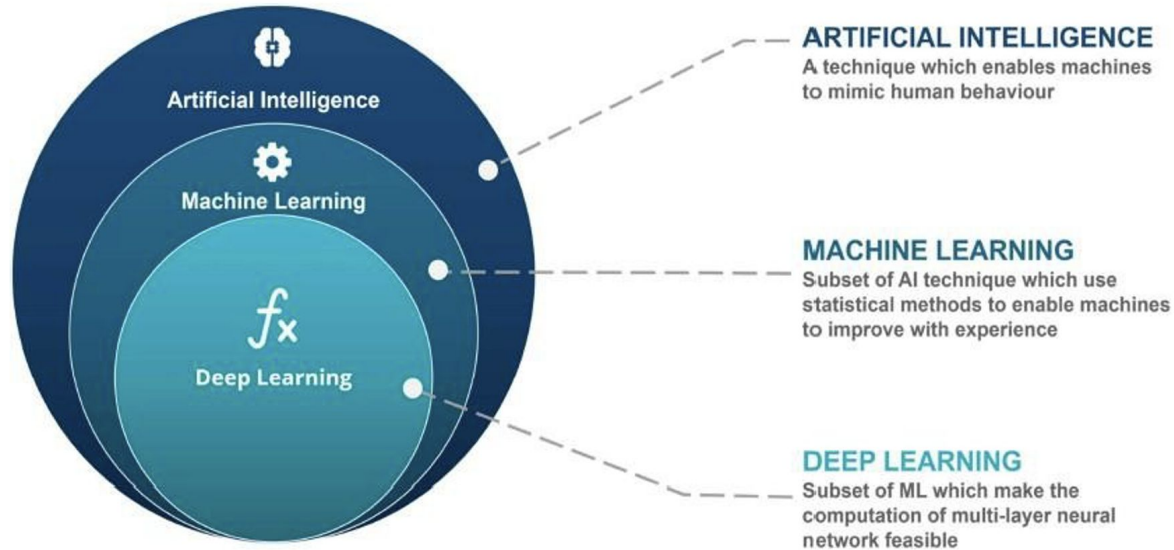 Artificial Intelligence
Machine Learning
fx
Deep Learning
ARTIFICIAL INTELLIGENCE
A technique which enables machines
to mimic human behaviour
MACHINE LEARNING
Subset of AI technique which use
statistical methods to enable machines
to improve with experience
DEEP LEARNING
Subset of ML which make the
computation of multi-layer neural
network feasible